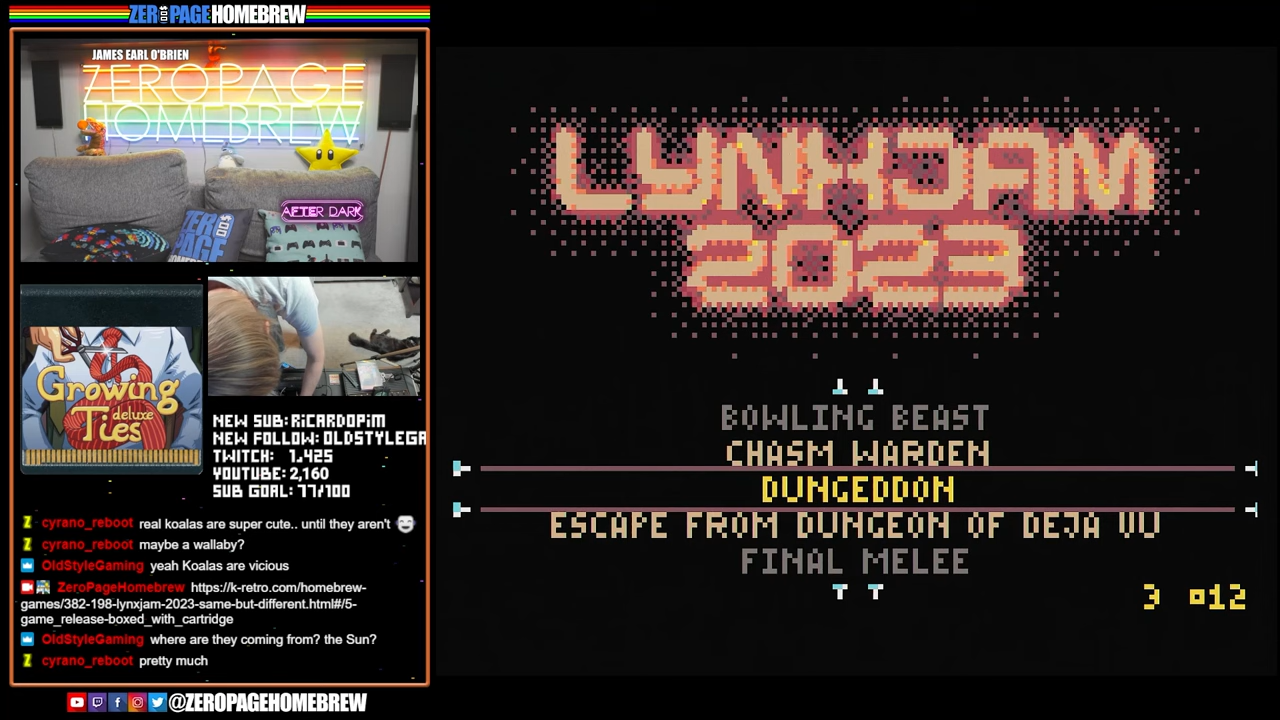 ZEROPAGE HOMEBREW
JAMES EARL O'BRIEN
ZEROPAGE
HOMEBREW
AFTER DARK
ZERO
PAGE
Growing
deluxe
Ties
NEW SUB: RICARDOPIM
NEW FOLLOW: OLDSTYLEGA
TWITCH: 1,425
YOUTUBE: 2,160
SUB GOAL: 77/100
cyrano_reboot real koalas are super cute.. until they aren't
cyrano_reboot maybe a wallaby?
OldStyleGaming yeah Koalas are vicious
ZeroPageHomebrew https://k-retro.com/homebrew-
games/382-198-lynxjam-2023-same-but-different.html#/5-
game_release-boxed_with_cartridge
OldStyleGaming where are they coming from? the Sun?
cyrano_reboot pretty much
@ZEROPAGEHOMEBREW
LYNXJAM
2023
BOWLING BEAST
CHASM WARDEN
DUNGEDDON
ESCAPE FROM DUNGEON OF DEJA VU
FINAL MELEE
3 ¤12